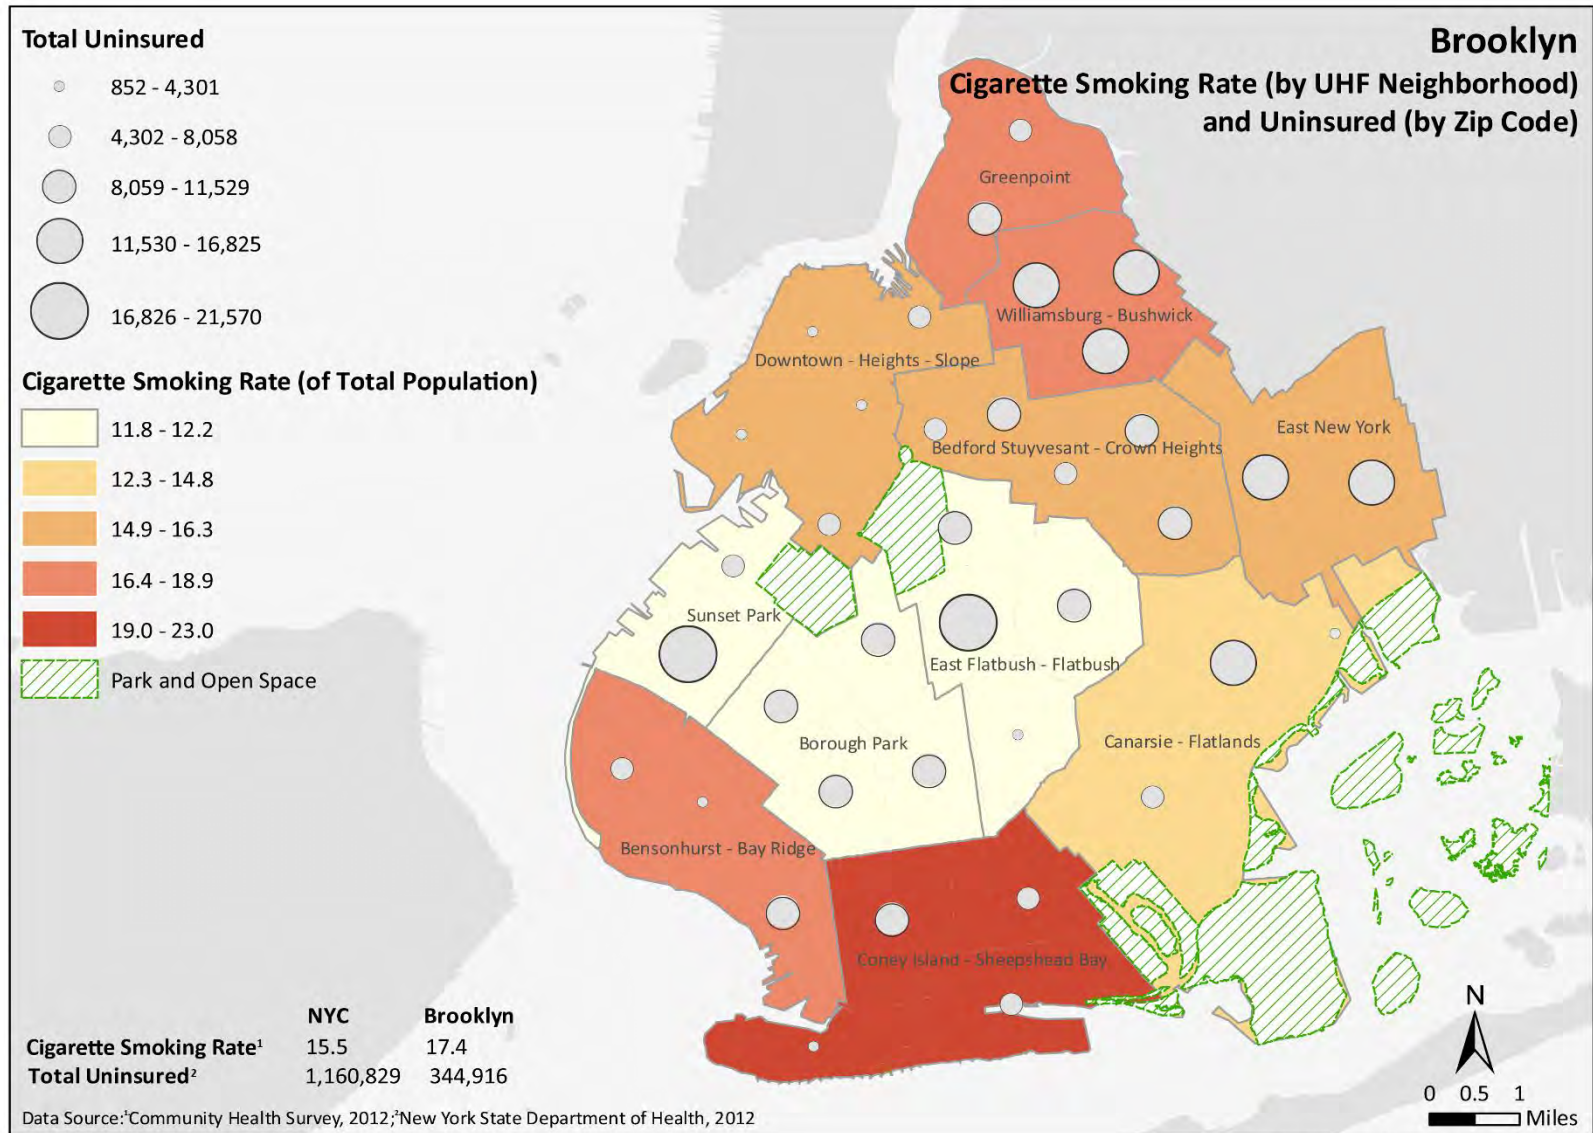 Brooklyn
Cigarette Smoking Rate (by UHF Neighborhood)
and Uninsured (by Zip Code)
Total Uninsured
852 - 4,301
4,302 - 8,058
8,059 - 11,529
11,530 - 16,825
16,826 - 21,570
Cigarette Smoking Rate (of Total Population)
11.8 - 12.2
12.3 - 14.8
14.9 - 16.3
16.4 - 18.9
19.0 - 23.0
Park and Open Space
Greenpoint
Williamsburg - Bushwick
Downtown - Heights - Slope
East New York
Bedford Stuyvesant - Crown Heights
Sunset Park
East Flatbush - Flatbush
Borough Park
Canarsie - Flatlands
Bensonhurst - Bay Ridge
Coney Island - Sheepshead Bay
NYC Brooklyn
Cigarette Smoking Rate¹ 15.5 17.4
Total Uninsured² 1,160,829 344,916
Data Source:¹Community Health Survey, 2012;²New York State Department of Health, 2012
N
0 0.5 1
Miles